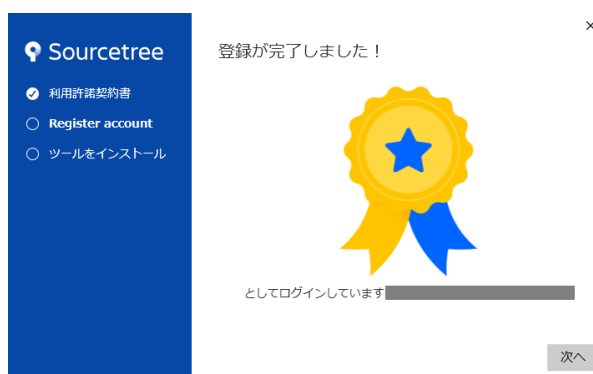 Sourcetree
利用許諾契約書
Register account
ツールをインストール
登録が完了しました！
としてログインしています
次へ